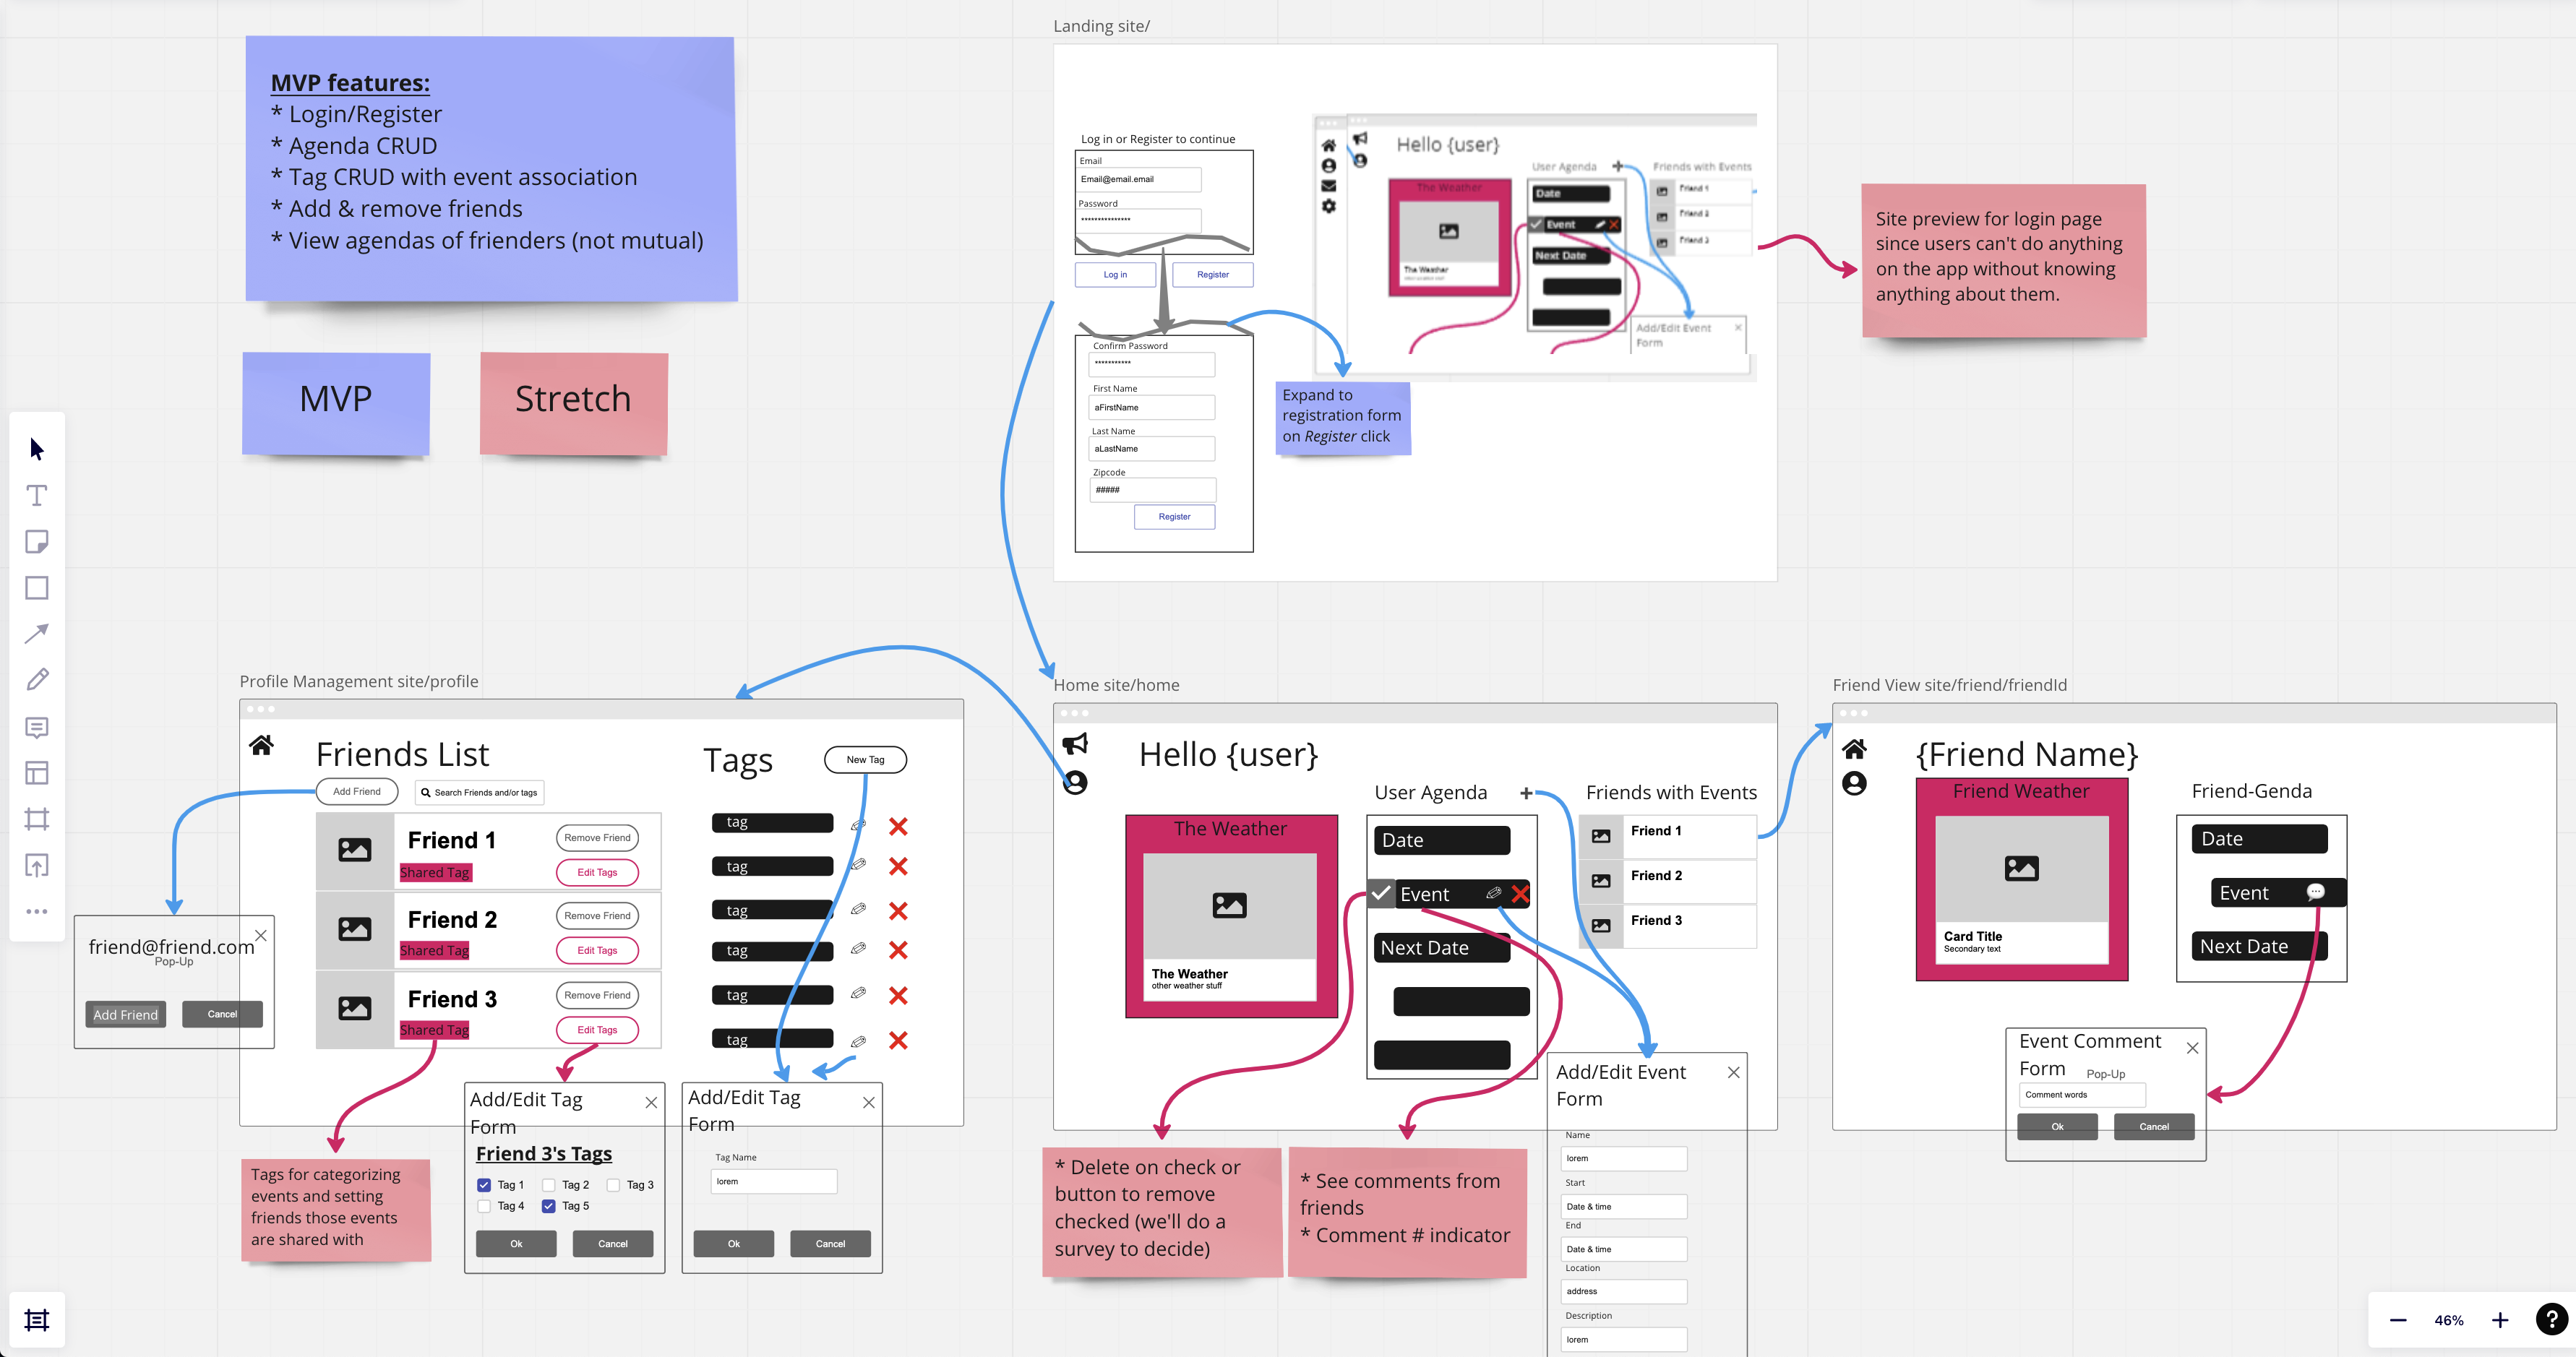 Landing site/
MVP features:
* Login/Register
* Agenda CRUD
* Tag CRUD with event association
* Add & remove friends
* View agendas of frienders (not mutual)
MVP
Stretch
Log in or Register to continue
Email
Email@email.email
Password
***************
Log in
Register
Confirm Password
***********
First Name
aFirstName
Last Name
aLastName
Zipcode
#####
Register
Expand to
registration form
on Register click
Hello {user}
User Agenda
Friends with Events
The Weather
The Weather
Date
Event
Next Date
Friend 1
Friend 2
Friend 3
Add/Edit Event
Form
Site preview for login page
since users can't do anything
on the app without knowing
anything about them.
Profile Management site/profile
Friends List
Add Friend
Search Friends and/or tags
Friend 1
Shared Tag
Remove Friend
Edit Tags
Friend 2
Shared Tag
Remove Friend
Edit Tags
Friend 3
Shared Tag
Remove Friend
Edit Tags
Tags
New Tag
tag
tag
tag
tag
tag
tag
friend@friend.com
Pop-Up
Add Friend
Cancel
Tags for categorizing
events and setting
friends those events
are shared with
Add/Edit Tag
Form
Friend 3's Tags
Tag 1
Tag 2
Tag 3
Tag 4
Tag 5
Ok
Cancel
Add/Edit Tag
Form
Tag Name
lorem
Ok
Cancel
Home site/home
Hello {user}
The Weather
The Weather
other weather stuff
User Agenda
Date
Event
Next Date
Friends with Events
Friend 1
Friend 2
Friend 3
* Delete on check or
button to remove
checked (we'll do a
survey to decide)
* See comments from
friends
* Comment # indicator
Add/Edit Event
Form
Name
lorem
Start
Date & time
End
Date & time
Location
address
Description
lorem
Friend View site/friend/friendId
{Friend Name}
Friend Weather
Card Title
Secondary text
Friend-Genda
Date
Event
Next Date
Event Comment
Form
Pop-Up
Comment words
Ok
Cancel
46%